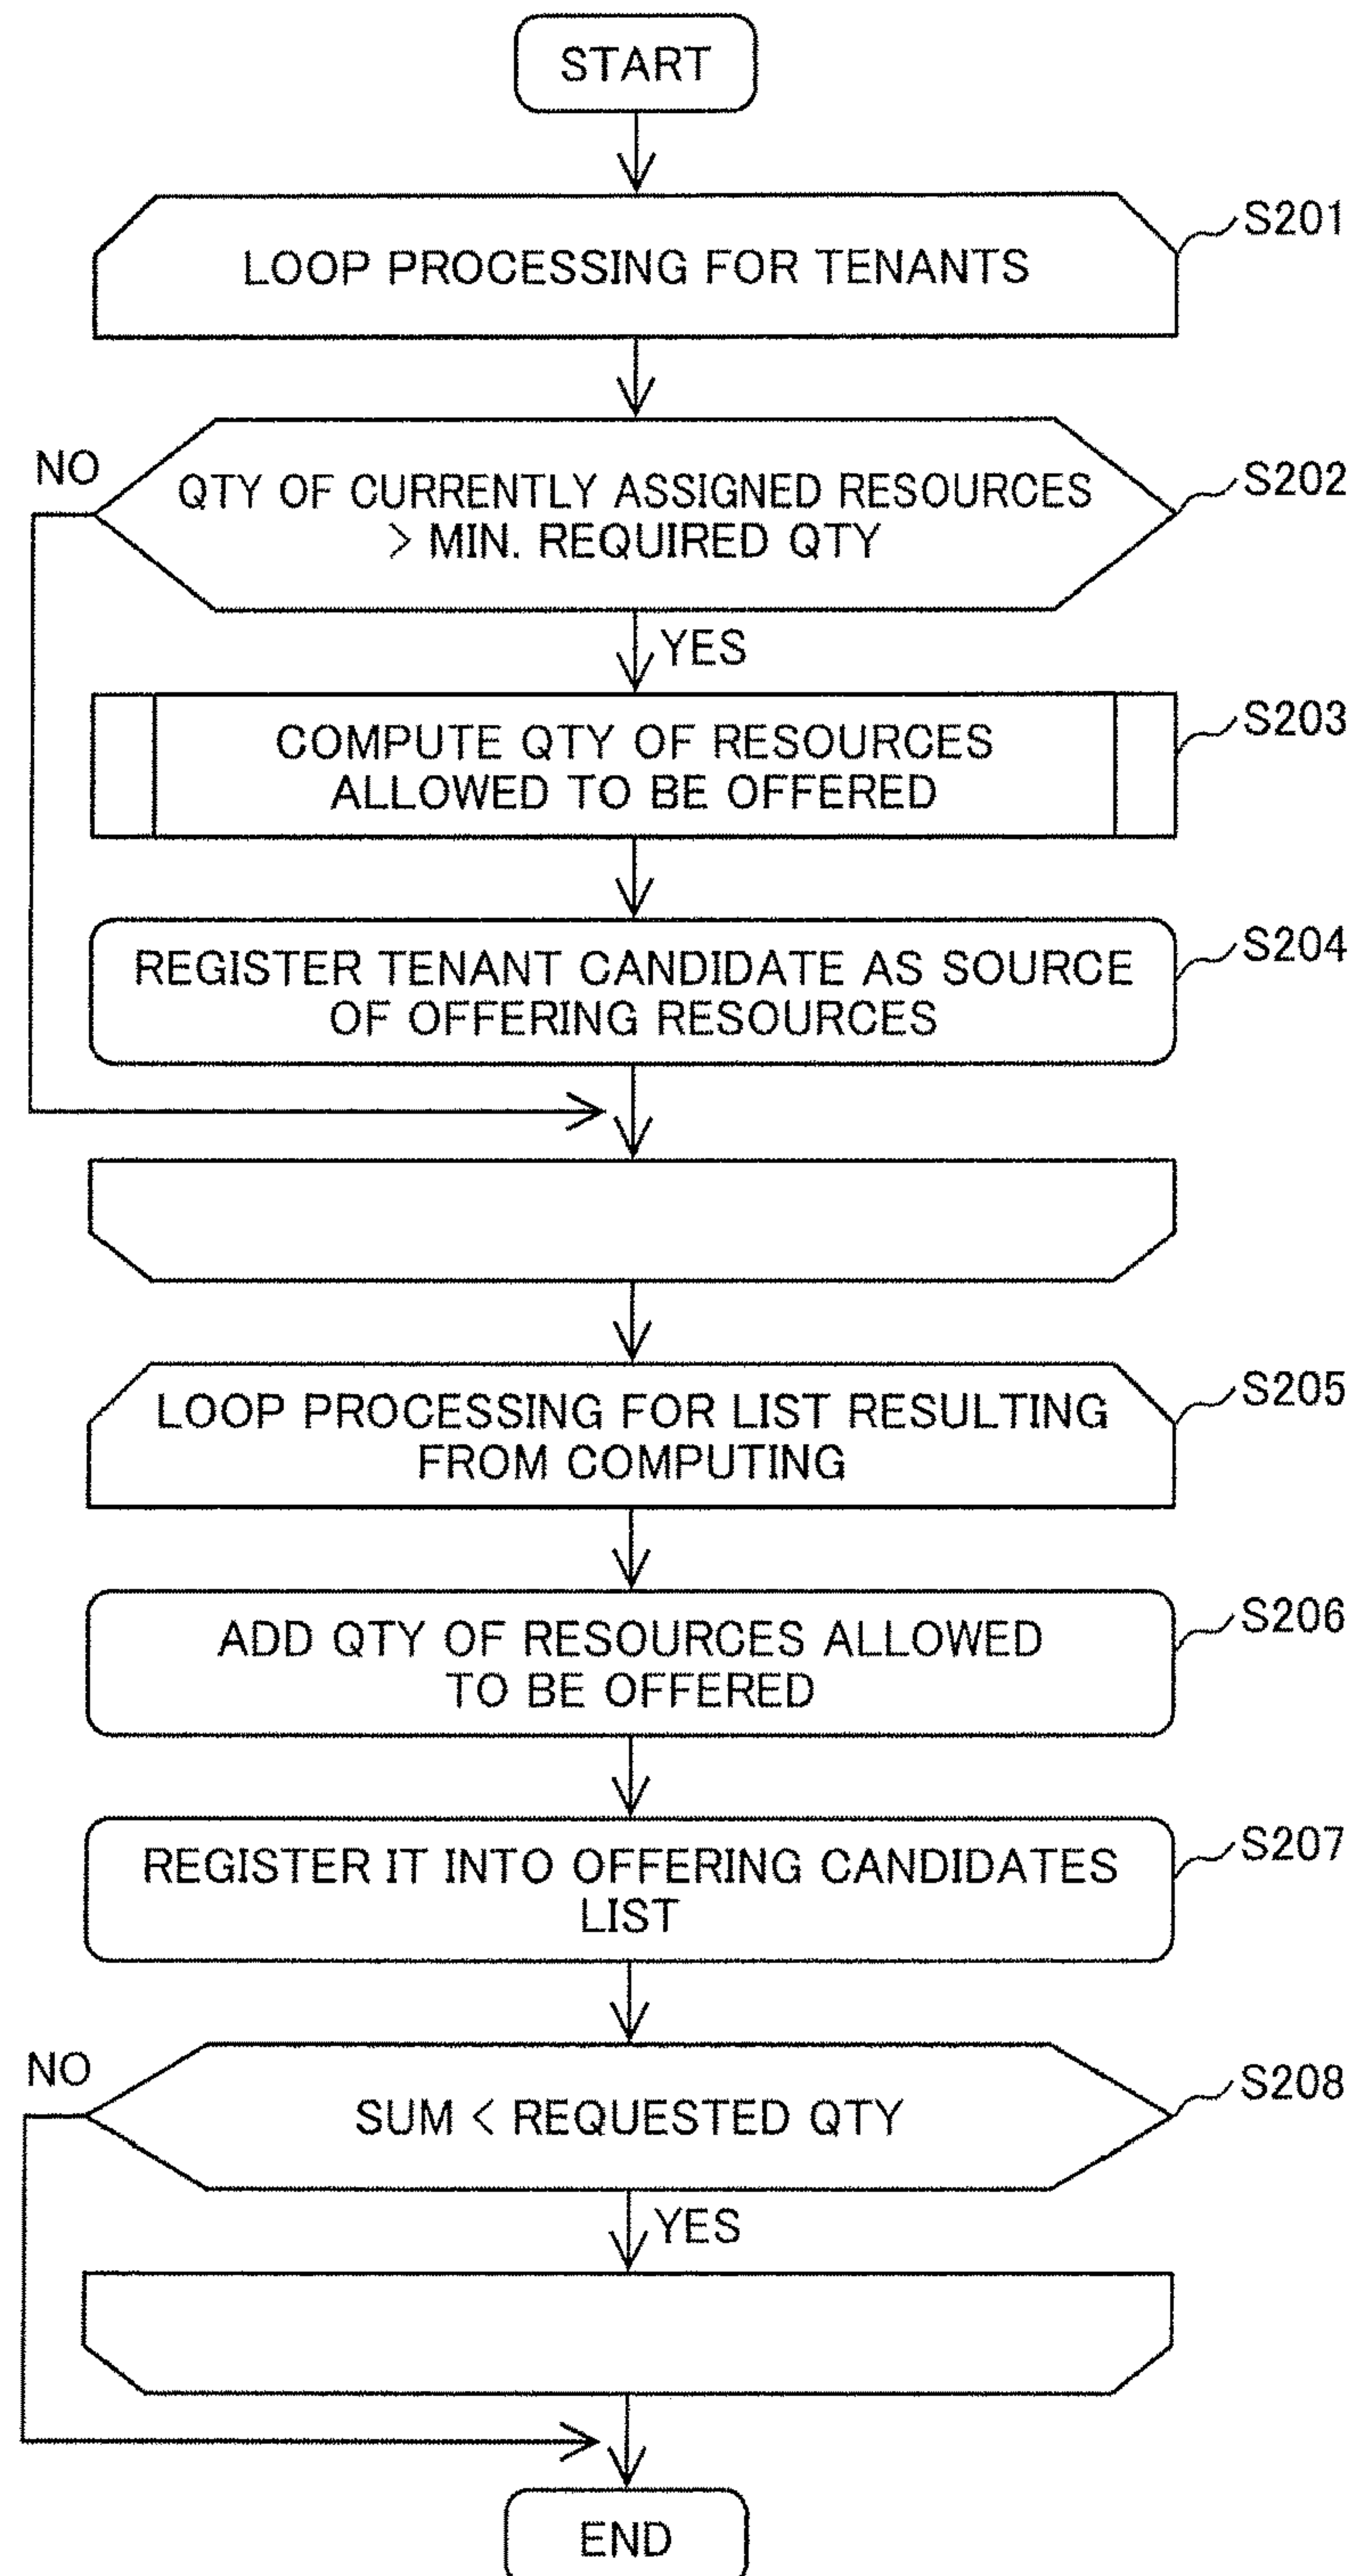 START
LOOP PROCESSING FOR TENANTS
S201
NO
QTY OF CURRENTLY ASSIGNED RESOURCES
> MIN. REQUIRED QTY
S202
YES
COMPUTE QTY OF RESOURCES
ALLOWED TO BE OFFERED
S203
REGISTER TENANT CANDIDATE AS SOURCE
OF OFFERING RESOURCES
S204
LOOP PROCESSING FOR LIST RESULTING
FROM COMPUTING
S205
ADD QTY OF RESOURCES ALLOWED
TO BE OFFERED
S206
REGISTER IT INTO OFFERING CANDIDATES
LIST
S207
NO
SUM < REQUESTED QTY
S208
YES
END